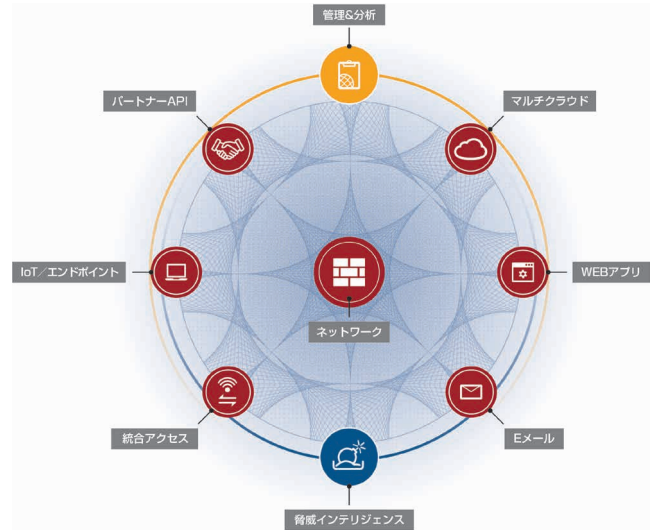 管理&分析
パートナーAPI
マルチクラウド
IoT／エンドポイント
WEBアプリ
ネットワーク
統合アクセス
Eメール
脅威インテリジェンス